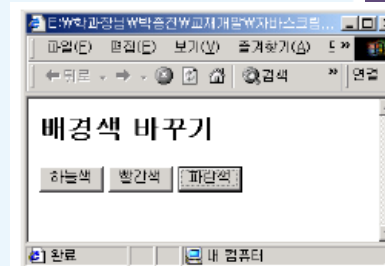 E:₩학과장님₩박종진₩교재개발₩자바스크립...
파일(F) 편집(E) 보기(V) 즐겨찾기(A) »
뒤로 검색 » 연결
배경색 바꾸기
하늘색 빨간색 파란색
완료 내 컴퓨터